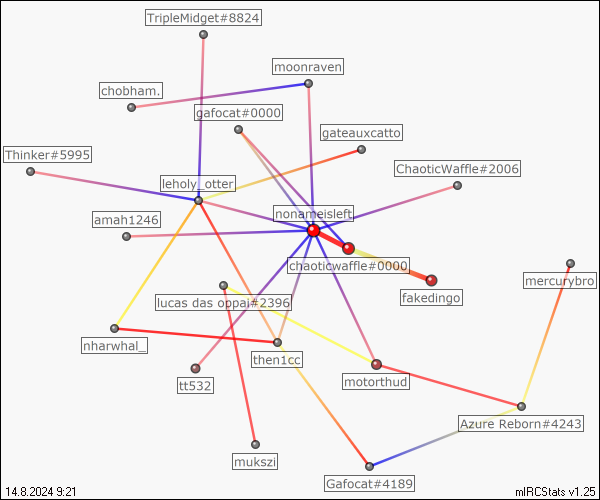 TripleMidget#8824
moonraven
chobham.
gafocat#0000
gateauxcatto
Thinker#5995
ChaoticWaffle#2006
leholy_otter
nonameisleft
amah1246
chaoticwaffle#0000
mercurybro
lucas das oppai#2396
fakedingo
nharwhal_
then1cc
tt532
motorthud
Azure Reborn#4243
mukszi
Gafocat#4189
14.8.2024 9:21
mIRCStats v1.25